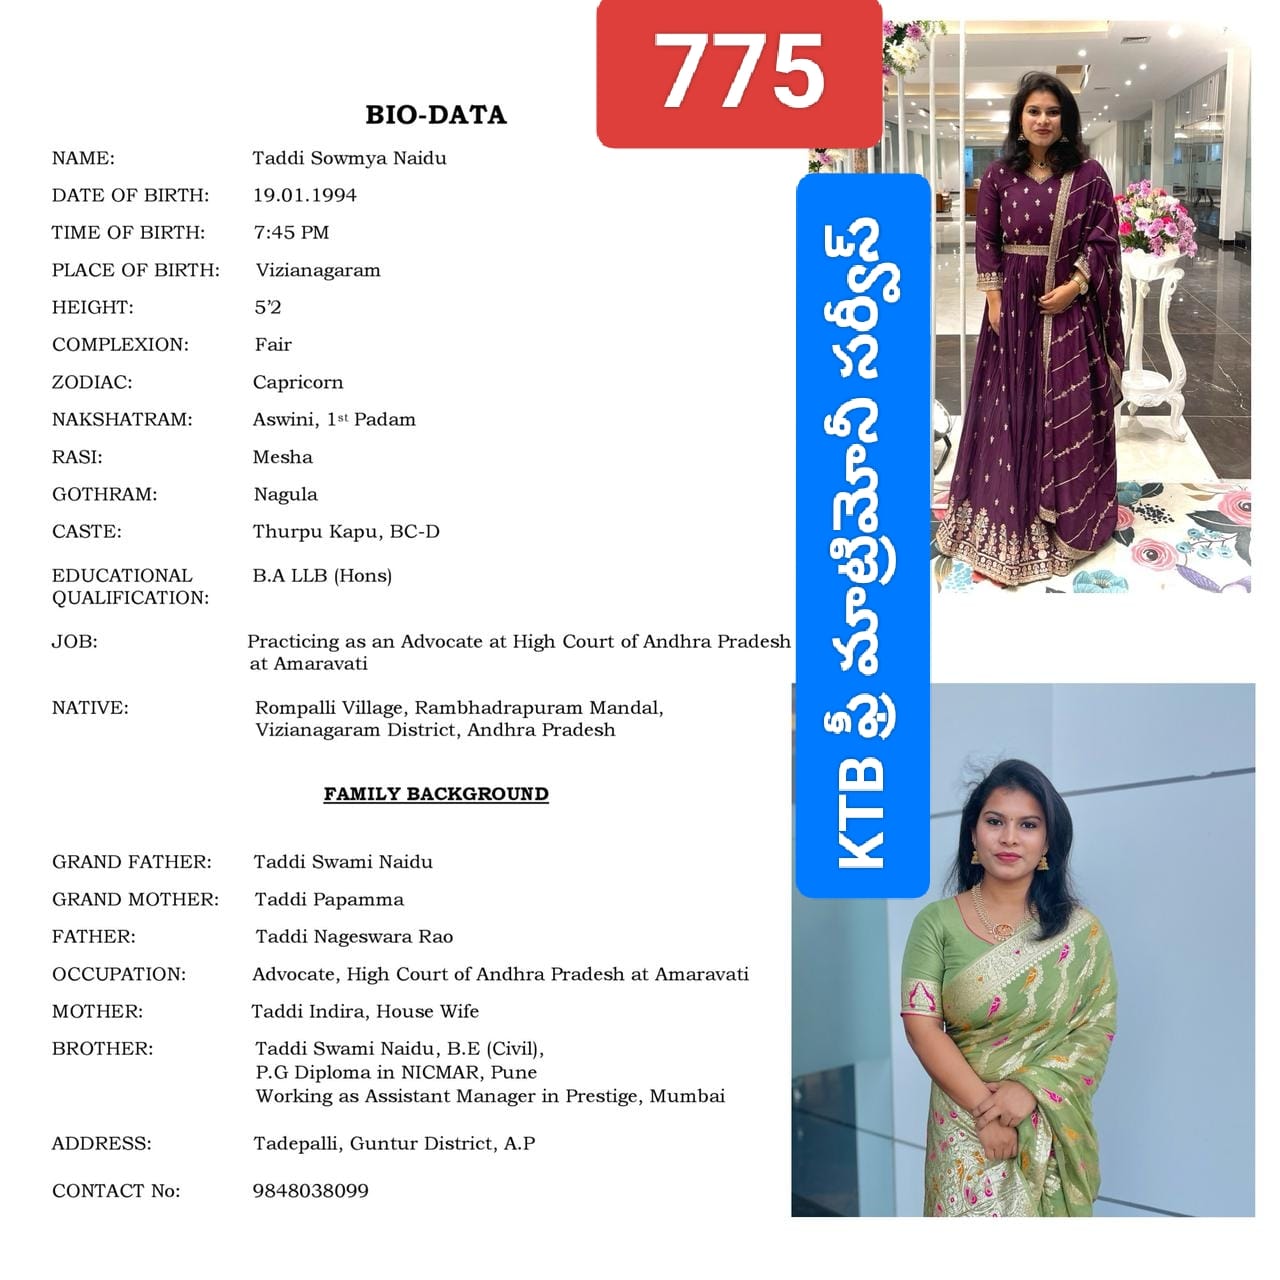 775
BIO-DATA
NAME: Taddi Sowmya Naidu
DATE OF BIRTH: 19.01.1994
TIME OF BIRTH: 7:45 PM
PLACE OF BIRTH: Vizianagaram
HEIGHT: 5’2
COMPLEXION: Fair
ZODIAC: Capricorn
NAKSHATRAM: Aswini, 1st Padam
RASI: Mesha
GOTHRAM: Nagula
CASTE: Thurpu Kapu, BC-D
EDUCATIONAL B.A LLB (Hons)
QUALIFICATION:
JOB: Practicing as an Advocate at High Court of Andhra Pradesh
at Amaravati
NATIVE: Rompalli Village, Rambhadrapuram Mandal,
Vizianagaram District, Andhra Pradesh
FAMILY BACKGROUND
GRAND FATHER: Taddi Swami Naidu
GRAND MOTHER: Taddi Papamma
FATHER: Taddi Nageswara Rao
OCCUPATION: Advocate, High Court of Andhra Pradesh at Amaravati
MOTHER: Taddi Indira, House Wife
BROTHER: Taddi Swami Naidu, B.E (Civil),
P.G Diploma in NICMAR, Pune
Working as Assistant Manager in Prestige, Mumbai
ADDRESS: Tadepalli, Guntur District, A.P
CONTACT No: 9848038099
KTB ఫ్రీ మాట్రిమోనీ సర్వీస్